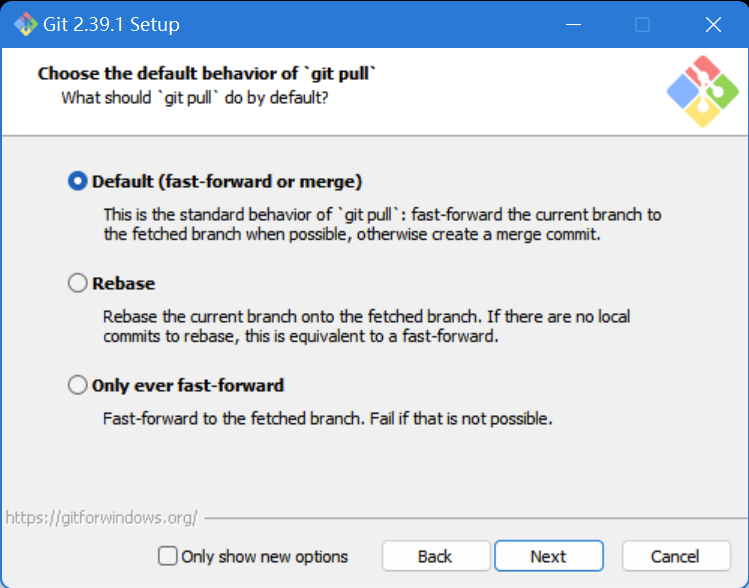 Git 2.39.1 Setup
Choose the default behavior of `git pull`
What should `git pull` do by default?
Default (fast-forward or merge)
This is the standard behavior of `git pull`: fast-forward the current branch to
the fetched branch when possible, otherwise create a merge commit.
Rebase
Rebase the current branch onto the fetched branch. If there are no local
commits to rebase, this is equivalent to a fast-forward.
Only ever fast-forward
Fast-forward to the fetched branch. Fail if that is not possible.
https://gitforwindows.org/
Only show new options
Back
Next
Cancel